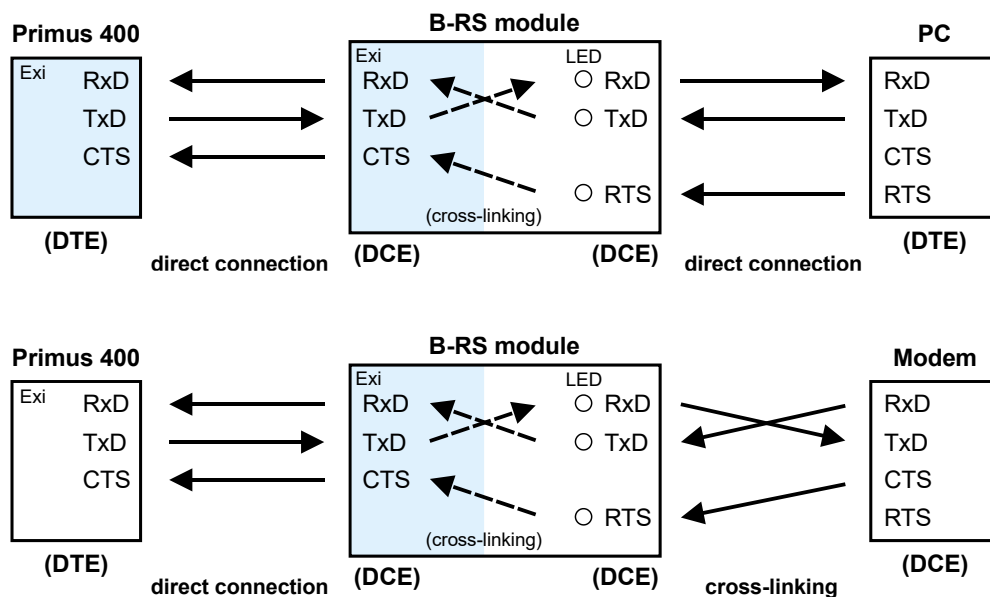 B-RS module
Primus 400
PC
Exi
RxD
TxD
CTS
Exi
RxD
TxD
CTS
(cross-linking)
LED
RxD
TxD
RTS
RxD
TxD
CTS
RTS
(DTE)
direct connection
(DCE)
(DCE)
direct connection
(DTE)
B-RS module
Primus 400
Modem
Exi
RxD
TxD
CTS
Exi
RxD
TxD
CTS
(cross-linking)
LED
RxD
TxD
RTS
RxD
TxD
CTS
RTS
(DTE)
direct connection
(DCE)
(DCE)
cross-linking
(DCE)